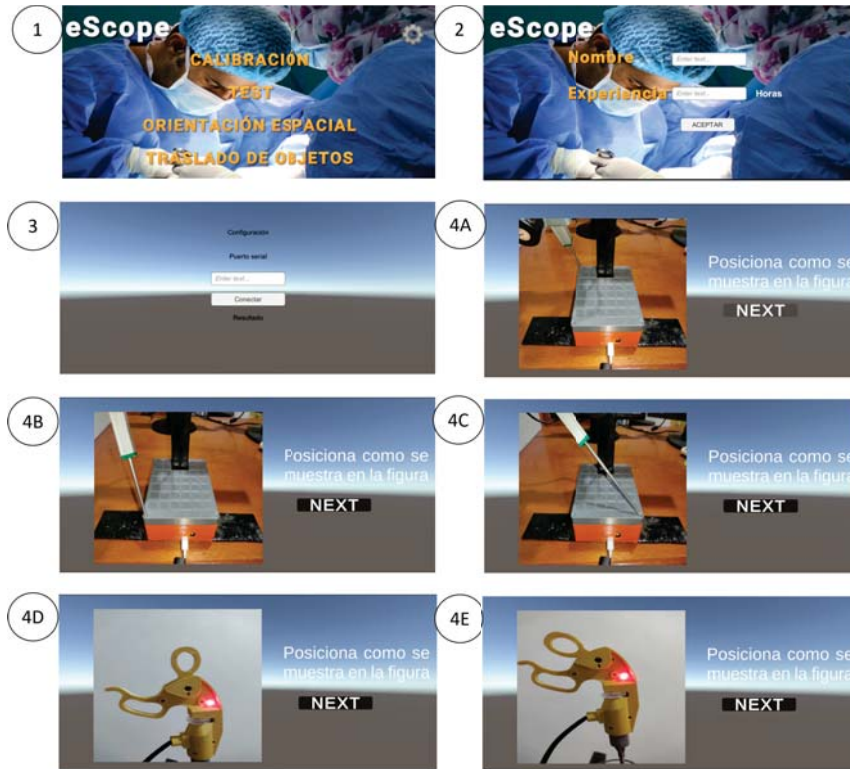 1
eScope
CALIBRACIÓN
TEST
ORIENTACIÓN ESPACIAL
TRASLADO DE OBJETOS
2
eScope
Nombre
Enter text...
Experiencia
Enter text...
Horas
ACEPTAR
3
Configuración
Puerto serial
Enter text...
Conectar
Resultado
4A
Posiciona como se
muestra en la figura
NEXT
4B
Posiciona como se
muestra en la figura
NEXT
4C
Posiciona como se
muestra en la figura
NEXT
4D
Posiciona como se
muestra en la figura
NEXT
4E
Posiciona como se
muestra en la figura
NEXT